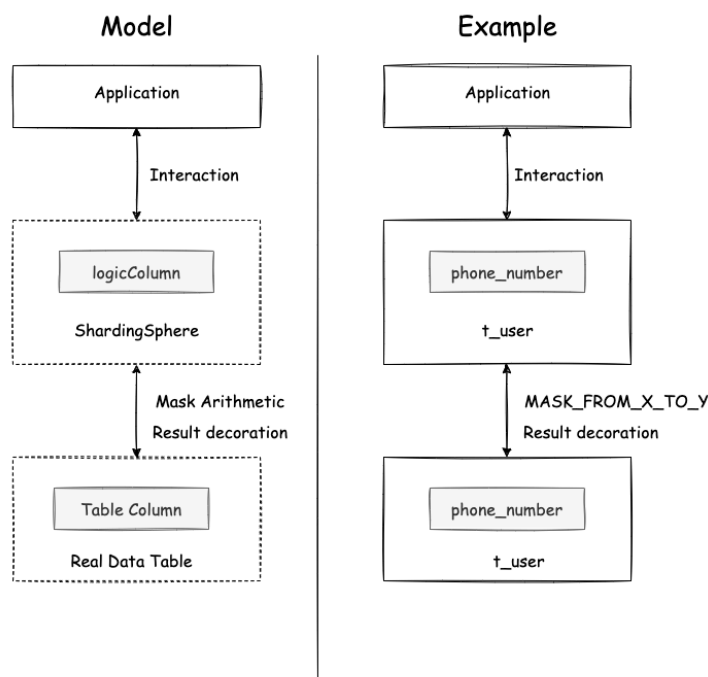 Model
Application
Interaction
logicColumn
ShardingSphere
Mask Arithmetic
Result decoration
Table Column
Real Data Table
Example
Application
Interaction
phone_number
t_user
MASK_FROM_X_TO_Y
Result decoration
phone_number
t_user